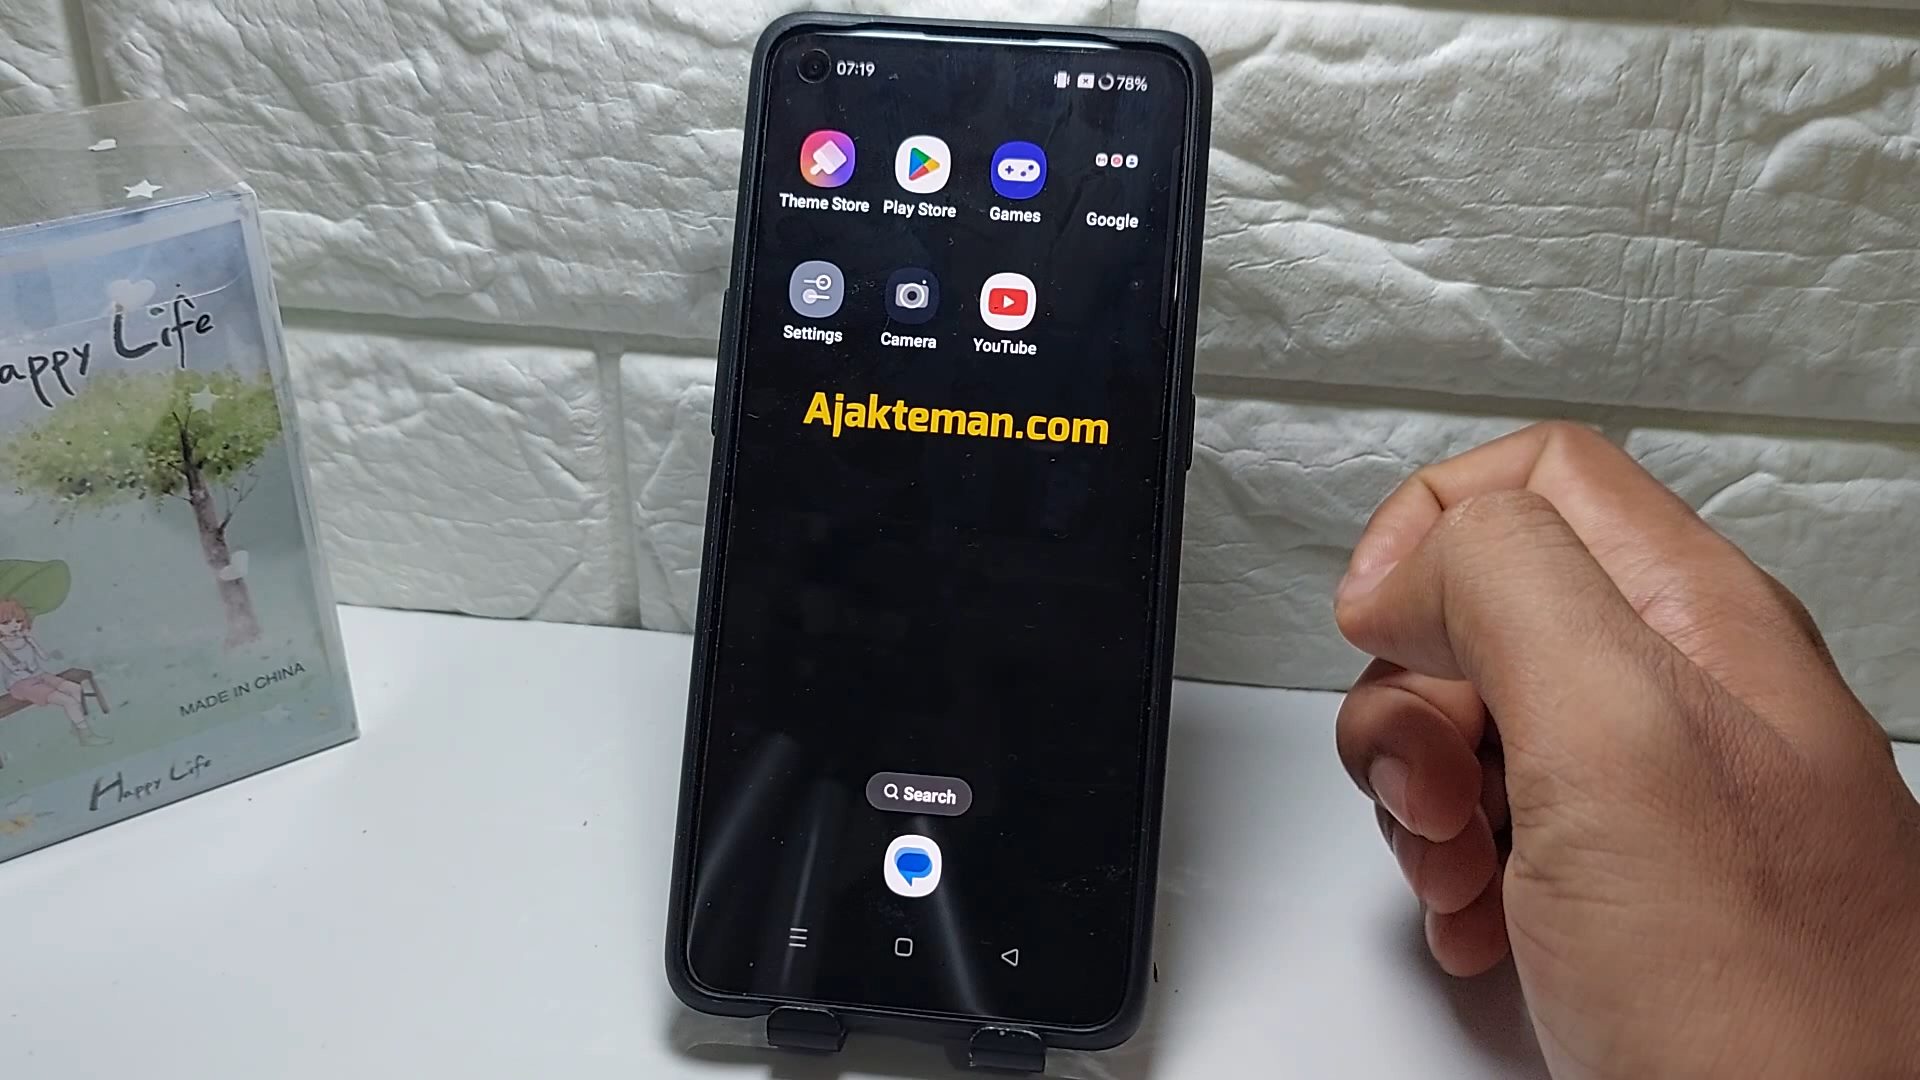 07:19
78%
Theme Store
Play Store
Games
Google
Settings
Camera
YouTube
Ajakteman.com
Search
appy Life
MADE IN CHINA
Happy Life